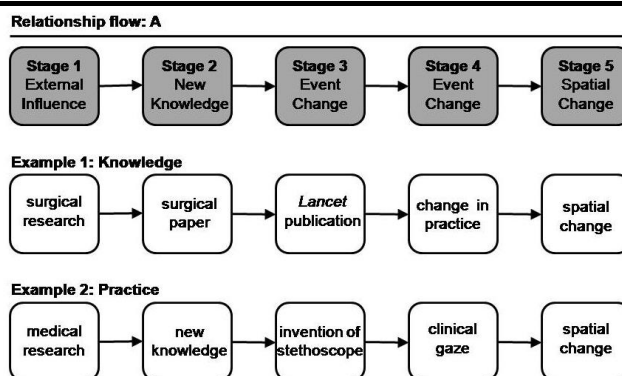 Relationship flow: A
Stage 1
External
Influence
Stage 2
New
Knowledge
Stage 3
Event
Change
Stage 4
Event
Change
Stage 5
Spatial
Change
Example 1: Knowledge
surgical
research
surgical
paper
Lancet
publication
change in
practice
spatial
change
Example 2: Practice
medical
research
new
knowledge
invention of
stethoscope
clinical
gaze
spatial
change